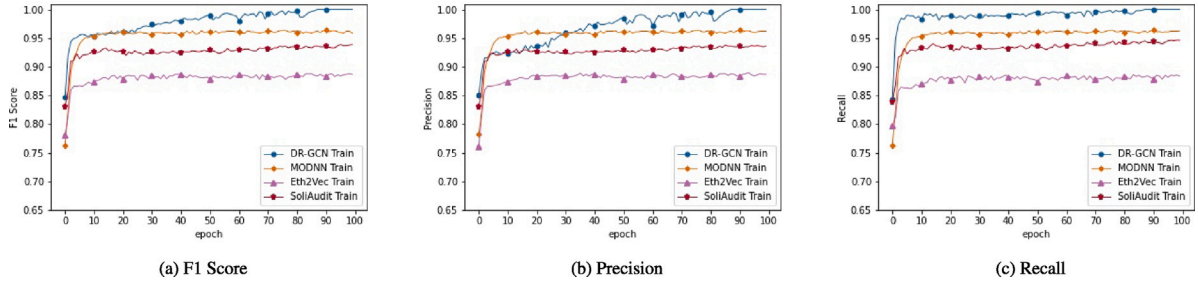 1.00
0.95
0.90
0.85
0.80
0.75
0.70
0.65
F1 Score
0 10 20 30 40 50 60 70 80 90 100
epoch
DR-GCN Train
MODNN Train
Eth2Vec Train
SoliAudit Train
(a) F1 Score
1.00
0.95
0.90
0.85
0.80
0.75
0.70
0.65
Precision
0 10 20 30 40 50 60 70 80 90 100
epoch
DR-GCN Train
MODNN Train
Eth2Vec Train
SoliAudit Train
(b) Precision
1.00
0.95
0.90
0.85
0.80
0.75
0.70
0.65
Recall
0 10 20 30 40 50 60 70 80 90 100
epoch
DR-GCN Train
MODNN Train
Eth2Vec Train
SoliAudit Train
(c) Recall